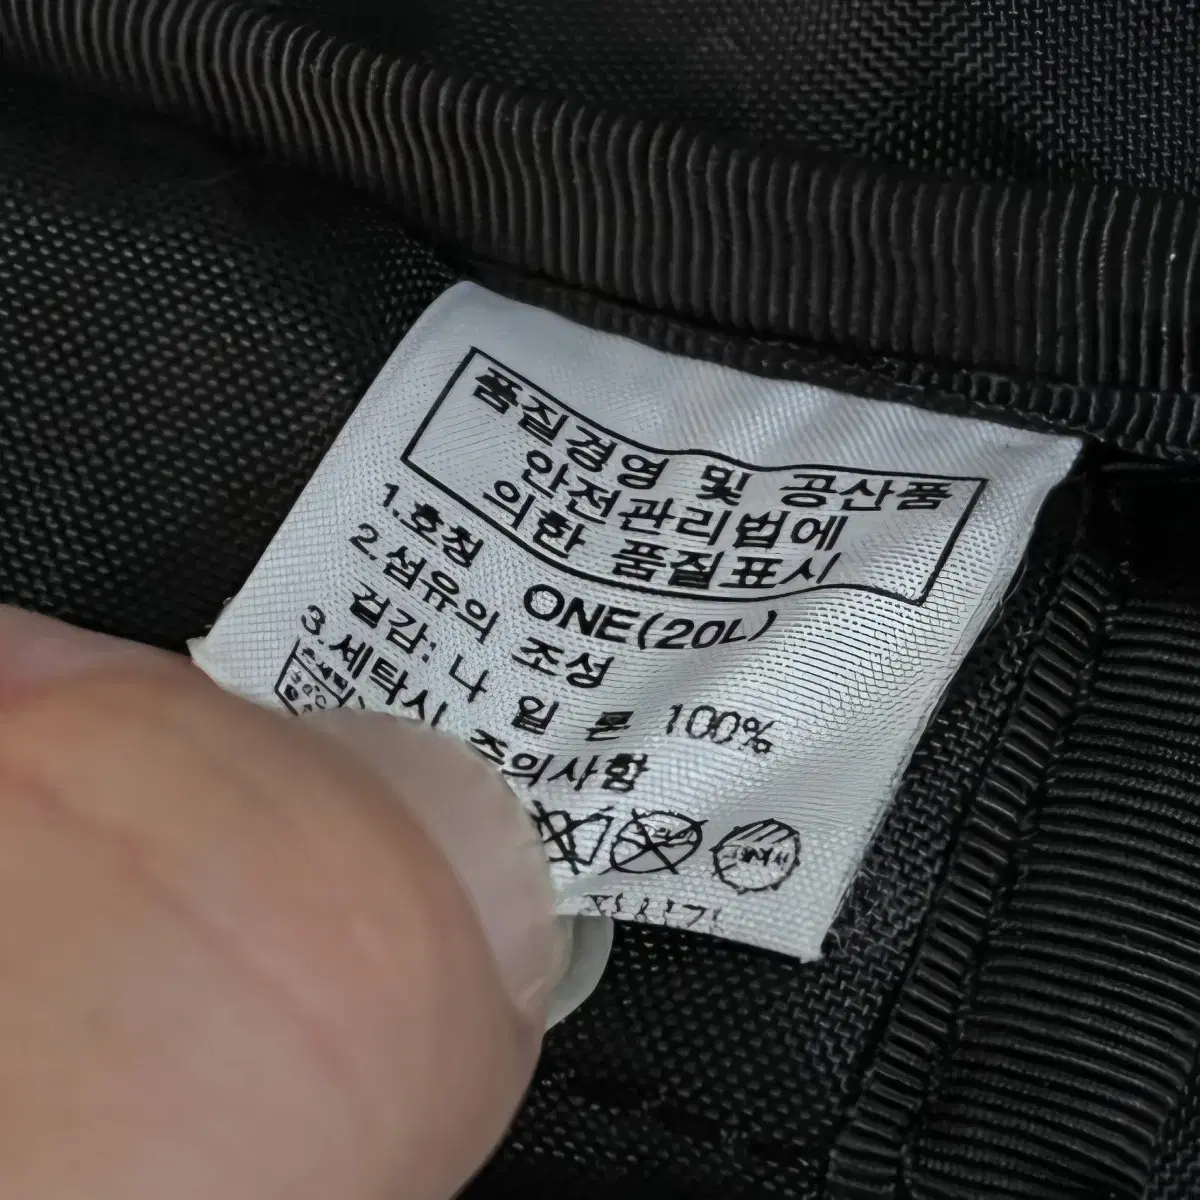 품질경영 및 공산품
안전관리법에
의한 품질표시
1.호칭 ONE(20L)
2.섬유의 조성
겉감: 나 일 론 100%
3.세탁시 주의사항